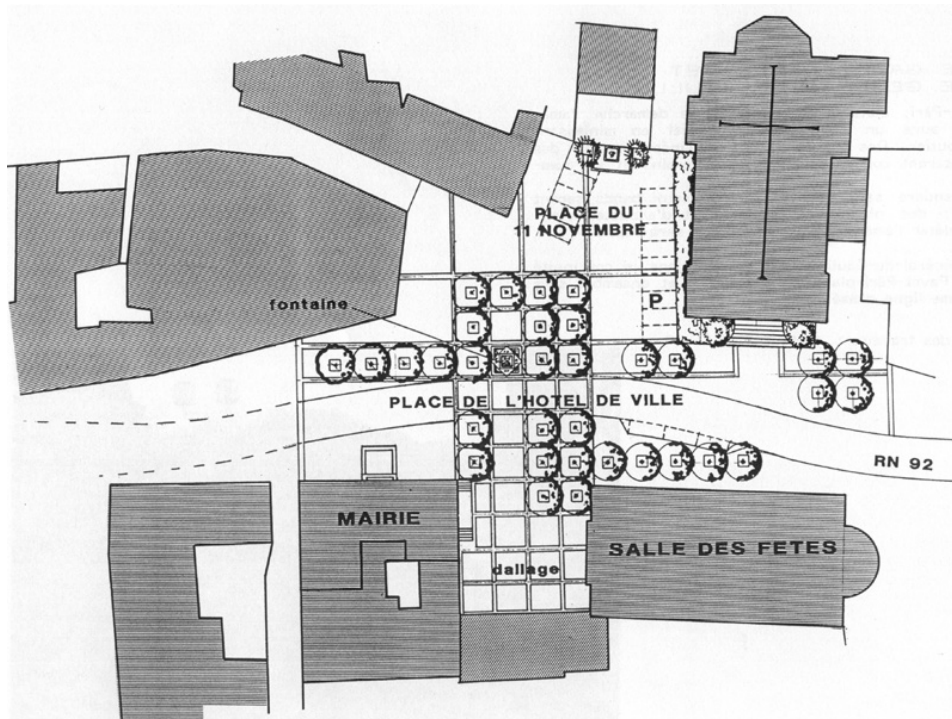 PLACE DU
11 NOVEMBRE
fontaine
P
PLACE DE L'HOTEL DE VILLE
RN 92
MAIRIE
SALLE DES FETES
dallage